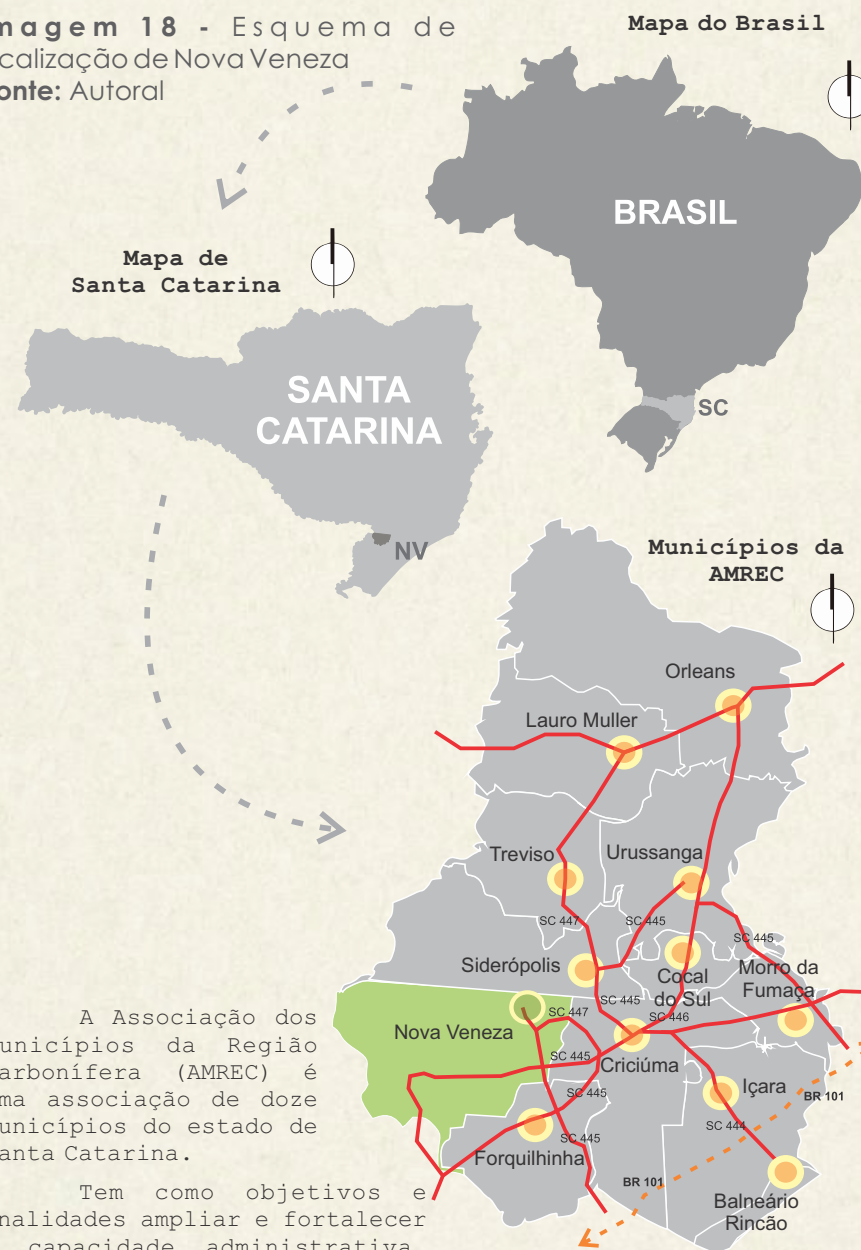 magem 18 - Esquema de
calização de Nova Veneza
onte: Autoral
Mapa do Brasil
BRASIL
SC
Mapa de
Santa Catarina
SANTA
CATARINA
NV
Municípios da
AMREC
Orleans
Lauro Muller
Treviso
Urussanga
SC 447
SC 445
SC 445
Siderópolis
Cocal
do Sul
Morro da
Fumaça
SC 445
SC 446
Nova Veneza
SC 447
SC 445
Criciúma
SC 445
SC 445
Içara
SC 444
BR 101
Forquilhinha
BR 101
Balneário
Rincão
A Associação dos
unicípios da Região
arbonífera (AMREC) é
ma associação de doze
unicípios do estado de
anta Catarina.
Tem como objetivos e
nalidades ampliar e fortalecer
capacidade administrativa,